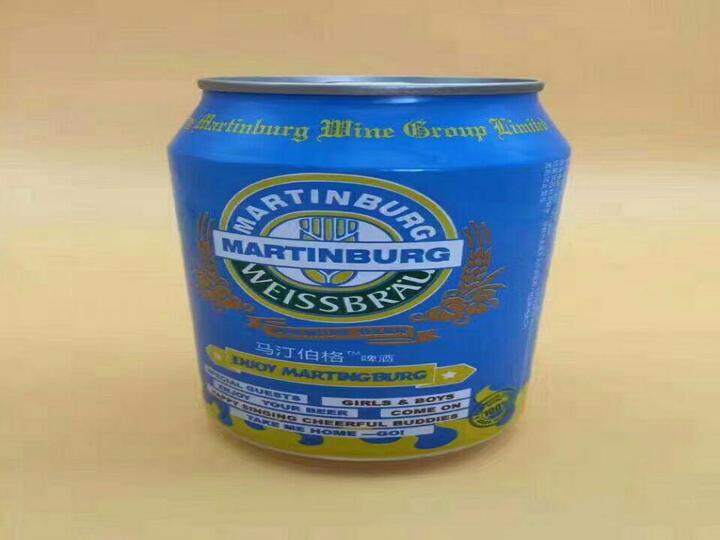 Martinburg Wine Group Limited
MARTINBURG
MARTINBURG
WEISSBRÄU
马汀伯格™啤酒
ENJOY MARTINGBURG
SPECIAL GUESTS GIRLS & BOYS
ENJOY YOUR BEER COME ON
HAPPY SINGING CHEERFUL BUDDIES
TAKE ME HOME —GO!
100%